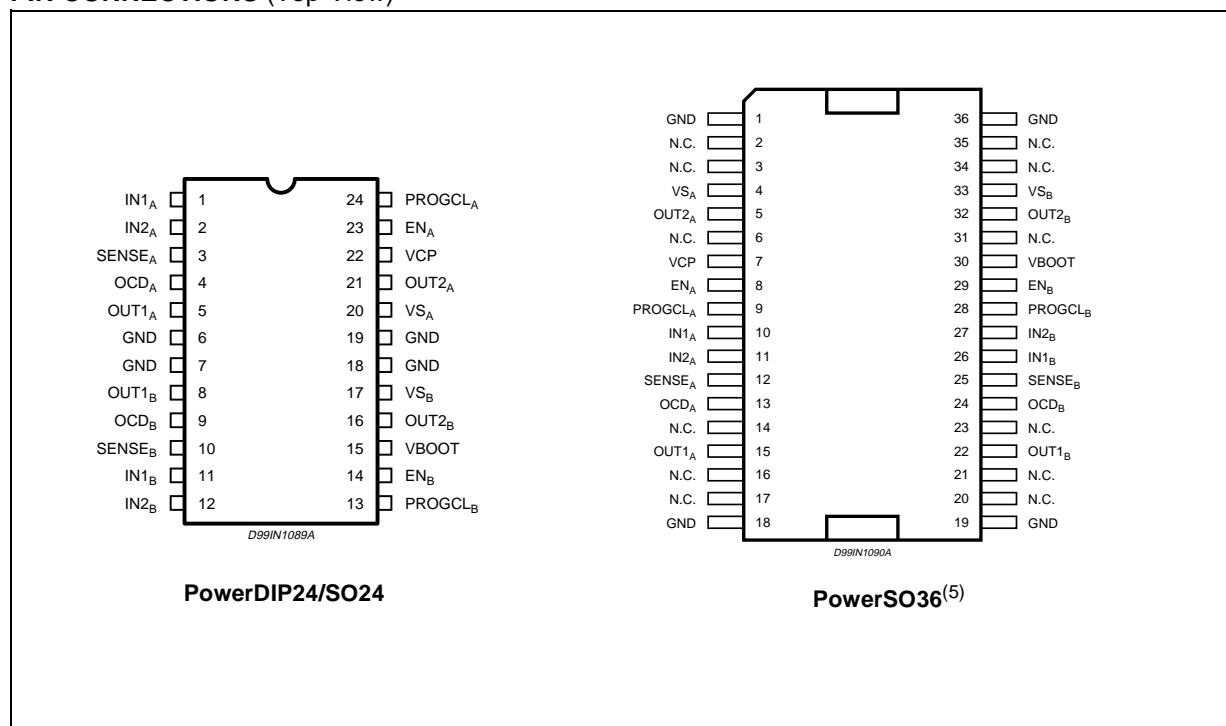 PIN CONNECTIONS (Top View)
IN1A 1 24 PROGCLA
IN2A 2 23 ENA
SENSEA 3 22 VCP
OCDA 4 21 OUT2A
OUT1A 5 20 VSA
GND 6 19 GND
GND 7 18 GND
OUT1B 8 17 VSB
OCDB 9 16 OUT2B
SENSEB 10 15 VBOOT
IN1B 11 14 ENB
IN2B 12 13 PROGCLB
D99IN1089A
PowerDIP24/SO24
GND 1 36 GND
N.C. 2 35 N.C.
N.C. 3 34 N.C.
VSA 4 33 VSB
OUT2A 5 32 OUT2B
N.C. 6 31 N.C.
VCP 7 30 VBOOT
ENA 8 29 ENB
PROGCLA 9 28 PROGCLB
IN1A 10 27 IN2B
IN2A 11 26 IN1B
SENSEA 12 25 SENSEB
OCDA 13 24 OCDB
N.C. 14 23 N.C.
OUT1A 15 22 OUT1B
N.C. 16 21 N.C.
N.C. 17 20 N.C.
GND 18 19 GND
D99IN1090A
PowerSO36(5)